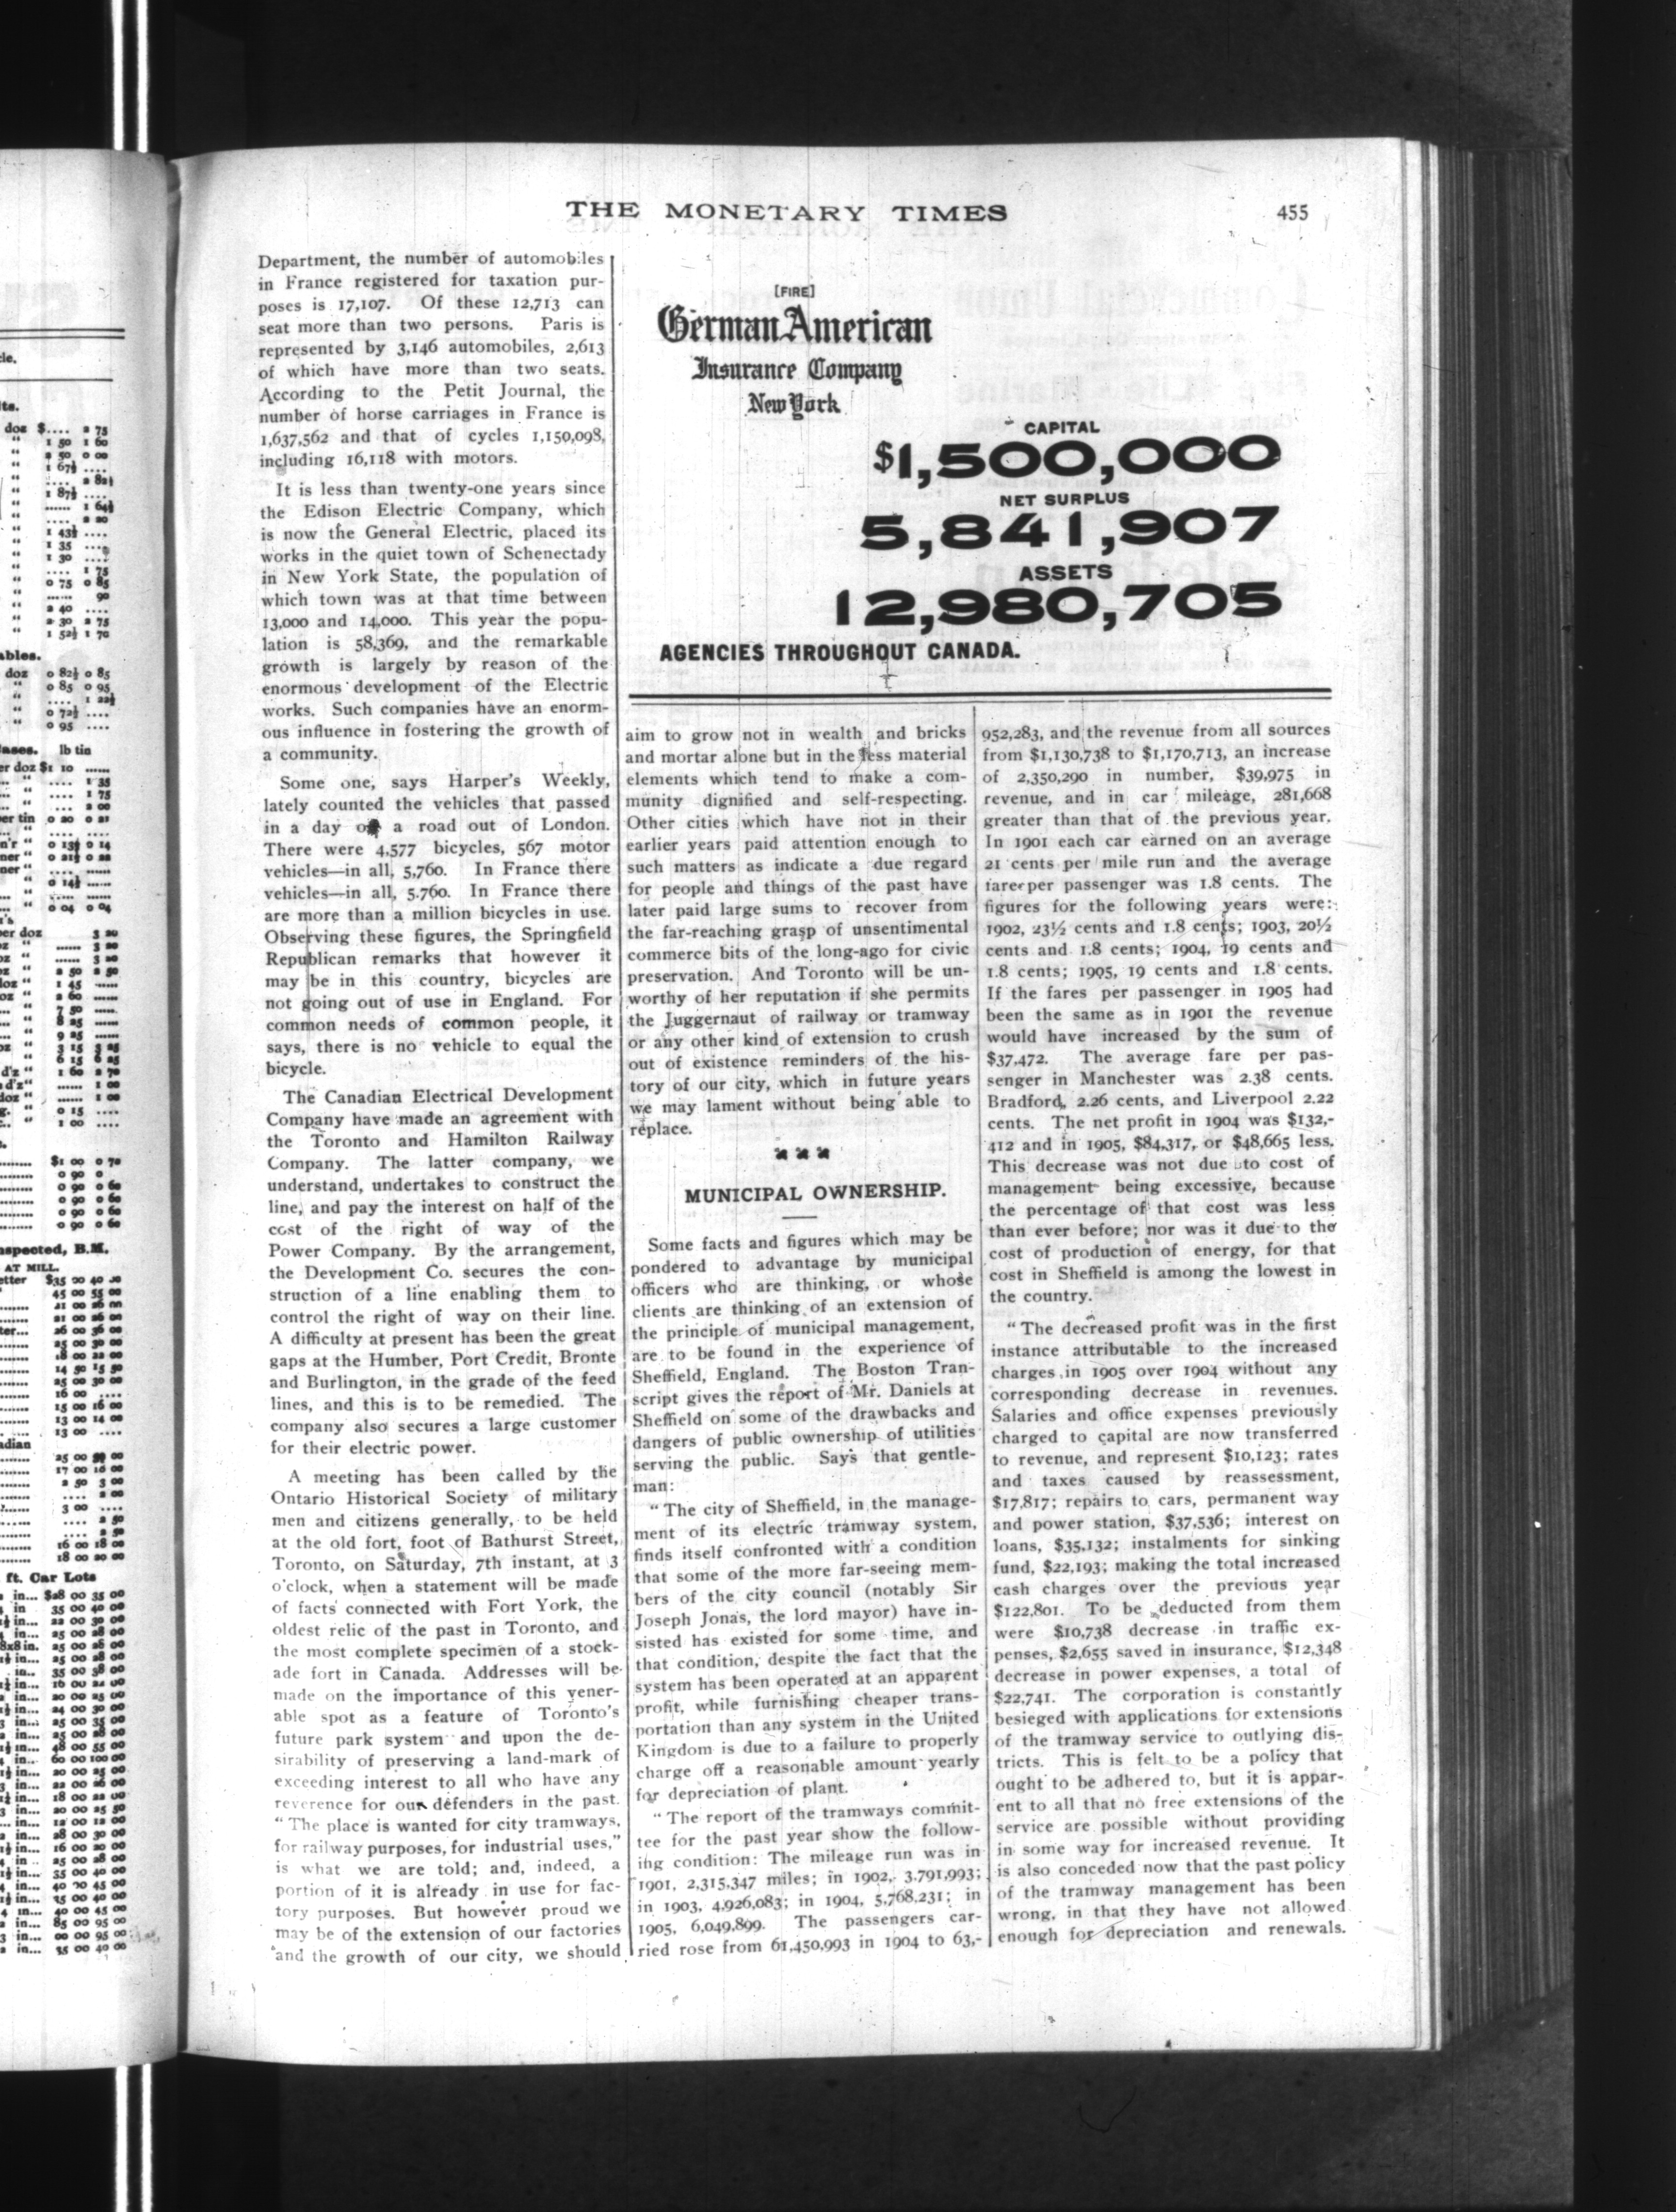 THE MONETARY TIMES
455
Department, the number of automobiles
in France registered for taxation pur-
poses is 17,107. Of these 12,713 can
seat more than two persons. Paris is
represented by 3,146 automobiles, 2,613
of which have more than two seats.
According to the Petit Journal, the
number of horse carriages in France is
1,637,562 and that of cycles 1,150,098,
including 16,118 with motors.
It is less than twenty-one years since
the Edison Electric Company, which
is now the General Electric, placed its
works in the quiet town of Schenectady
in New York State, the population of
which town was at that time between
13,000 and 14,000. This year the popu-
lation is 58,369, and the remarkable
growth is largely by reason of the
enormous development of the Electric
works. Such companies have an enorm-
ous influence in fostering the growth of
a community.
Some one, says Harper's Weekly,
lately counted the vehicles that passed
in a day on a road out of London.
There were 4,577 bicycles, 567 motor
vehicles—in all, 5,760. In France there
vehicles—in all, 5.760. In France there
are more than a million bicycles in use.
Observing these figures, the Springfield
Republican remarks that however it
may be in this country, bicycles are
not going out of use in England. For
common needs of common people, it
says, there is no vehicle to equal the
bicycle.
The Canadian Electrical Development
Company have made an agreement with
the Toronto and Hamilton Railway
Company. The latter company, we
understand, undertakes to construct the
line, and pay the interest on half of the
cost of the right of way of the
Power Company. By the arrangement,
the Development Co. secures the con-
struction of a line enabling them to
control the right of way on their line.
A difficulty at present has been the great
gaps at the Humber, Port Credit, Bronte
and Burlington, in the grade of the feed
lines, and this is to be remedied. The
company also secures a large customer
for their electric power.
A meeting has been called by the
Ontario Historical Society of military
men and citizens generally, to be held
at the old fort, foot of Bathurst Street,
Toronto, on Saturday, 7th instant, at 3
o'clock, when a statement will be made
of facts connected with Fort York, the
oldest relic of the past in Toronto, and
the most complete specimen of a stock-
ade fort in Canada. Addresses will be
made on the importance of this vener-
able spot as a feature of Toronto's
future park system and upon the de-
sirability of preserving a land-mark of
exceeding interest to all who have any
reverence for our defenders in the past.
"The place is wanted for city tramways,
for railway purposes, for industrial uses,"
is what we are told; and, indeed, a
portion of it is already in use for fac-
tory purposes. But however proud we
may be of the extension of our factories
and the growth of our city, we should
[FIRE]
German American
Insurance Company
New York
CAPITAL
$1,500,000
NET SURPLUS
5,841,907
ASSETS
12,980,705
AGENCIES THROUGHOUT CANADA.
aim to grow not in wealth and bricks
and mortar alone but in the less material
elements which tend to make a com-
munity dignified and self-respecting.
Other cities which have not in their
earlier years paid attention enough to
such matters as indicate a due regard
for people and things of the past have
later paid large sums to recover from
the far-reaching grasp of unsentimental
commerce bits of the long-ago for civic
preservation. And Toronto will be un-
worthy of her reputation if she permits
the Juggernaut of railway or tramway
or any other kind of extension to crush
out of existence reminders of the his-
tory of our city, which in future years
we may lament without being able to
replace.
MUNICIPAL OWNERSHIP.
Some facts and figures which may be
pondered to advantage by municipal
officers who are thinking, or whose
clients are thinking of an extension of
the principle of municipal management,
are to be found in the experience of
Sheffield, England. The Boston Tran-
script gives the report of Mr. Daniels at
Sheffield on some of the drawbacks and
dangers of public ownership of utilities
serving the public. Says that gentle-
man:
"The city of Sheffield, in the manage-
ment of its electric tramway system,
finds itself confronted with a condition
that some of the more far-seeing mem-
bers of the city council (notably Sir
Joseph Jonas, the lord mayor) have in-
sisted has existed for some time, and
that condition, despite the fact that the
system has been operated at an apparent
profit, while furnishing cheaper trans-
portation than any system in the United
Kingdom is due to a failure to properly
charge off a reasonable amount yearly
for depreciation of plant.
"The report of the tramways commit-
tee for the past year show the follow-
ing condition: The mileage run was in
1901, 2,315,347 miles; in 1902, 3,791,993;
in 1903, 4,926,083; in 1904, 5,768,231; in
1905, 6,049,899. The passengers car-
ried rose from 61,450,993 in 1904 to 63,-
952,283, and the revenue from all sources
from $1,130,738 to $1,170,713, an increase
of 2,350,290 in number, $39,975 in
revenue, and in car mileage, 281,668
greater than that of the previous year.
In 1901 each car earned on an average
21 cents per mile run and the average
fare per passenger was 1.8 cents. The
figures for the following years were:
1902, 23½ cents and 1.8 cents; 1903, 20½
cents and 1.8 cents; 1904, 19 cents and
1.8 cents; 1905, 19 cents and 1.8 cents.
If the fares per passenger in 1905 had
been the same as in 1901 the revenue
would have increased by the sum of
$37,472. The average fare per pas-
senger in Manchester was 2.38 cents.
Bradford, 2.26 cents, and Liverpool 2.22
cents. The net profit in 1904 was $132,-
412 and in 1905, $84,317, or $48,665 less.
This decrease was not due to cost of
management being excessive, because
the percentage of that cost was less
than ever before; nor was it due to the
cost of production of energy, for that
cost in Sheffield is among the lowest in
the country.
"The decreased profit was in the first
instance attributable to the increased
charges in 1905 over 1904 without any
corresponding decrease in revenues.
Salaries and office expenses previously
charged to capital are now transferred
to revenue, and represent $10,123; rates
and taxes caused by reassessment,
$17,817; repairs to cars, permanent way
and power station, $37,536; interest on
loans, $35,132; instalments for sinking
fund, $22,193; making the total increased
cash charges over the previous year
$122,801. To be deducted from them
were $10,738 decrease in traffic ex-
penses, $2,655 saved in insurance, $12,348
decrease in power expenses, a total of
$22,741. The corporation is constantly
besieged with applications for extensions
of the tramway service to outlying dis-
tricts. This is felt to be a policy that
ought to be adhered to, but it is appar-
ent to all that no free extensions of the
service are possible without providing
in some way for increased revenue. It
is also conceded now that the past policy
of the tramway management has been
wrong, in that they have not allowed
enough for depreciation and renewals.